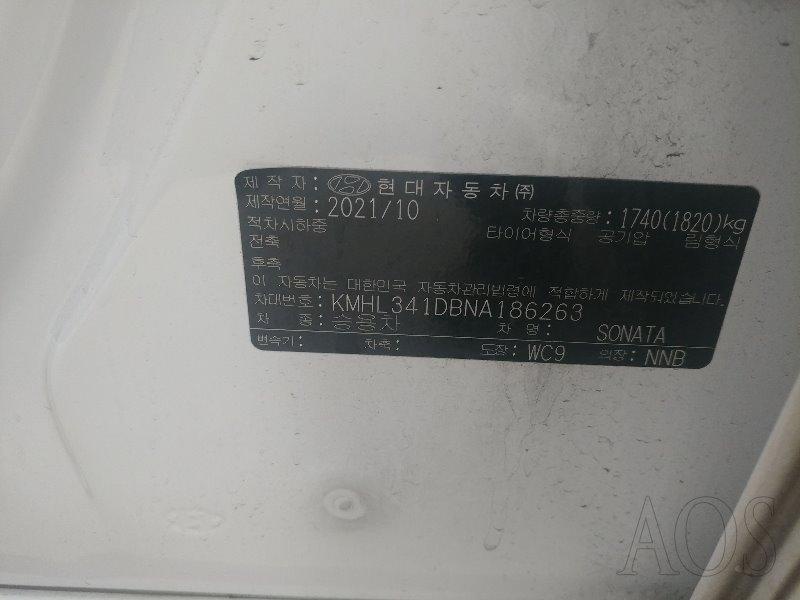 제 작 자: 현대자동차㈜
제작연월: 2021/10 차량총중량: 1740(1820)kg
적차시하중 타이어형식 공기압 림형식
전축
후축
이 자동차는 대한민국 자동차관리법령에 적합하게 제작되었습니다.
차대번호: KMHL341DBNA186263
차 종: 승용차 차 명: SONATA
변속기: 차축: 도장: WC9 의장: NNB
AOS